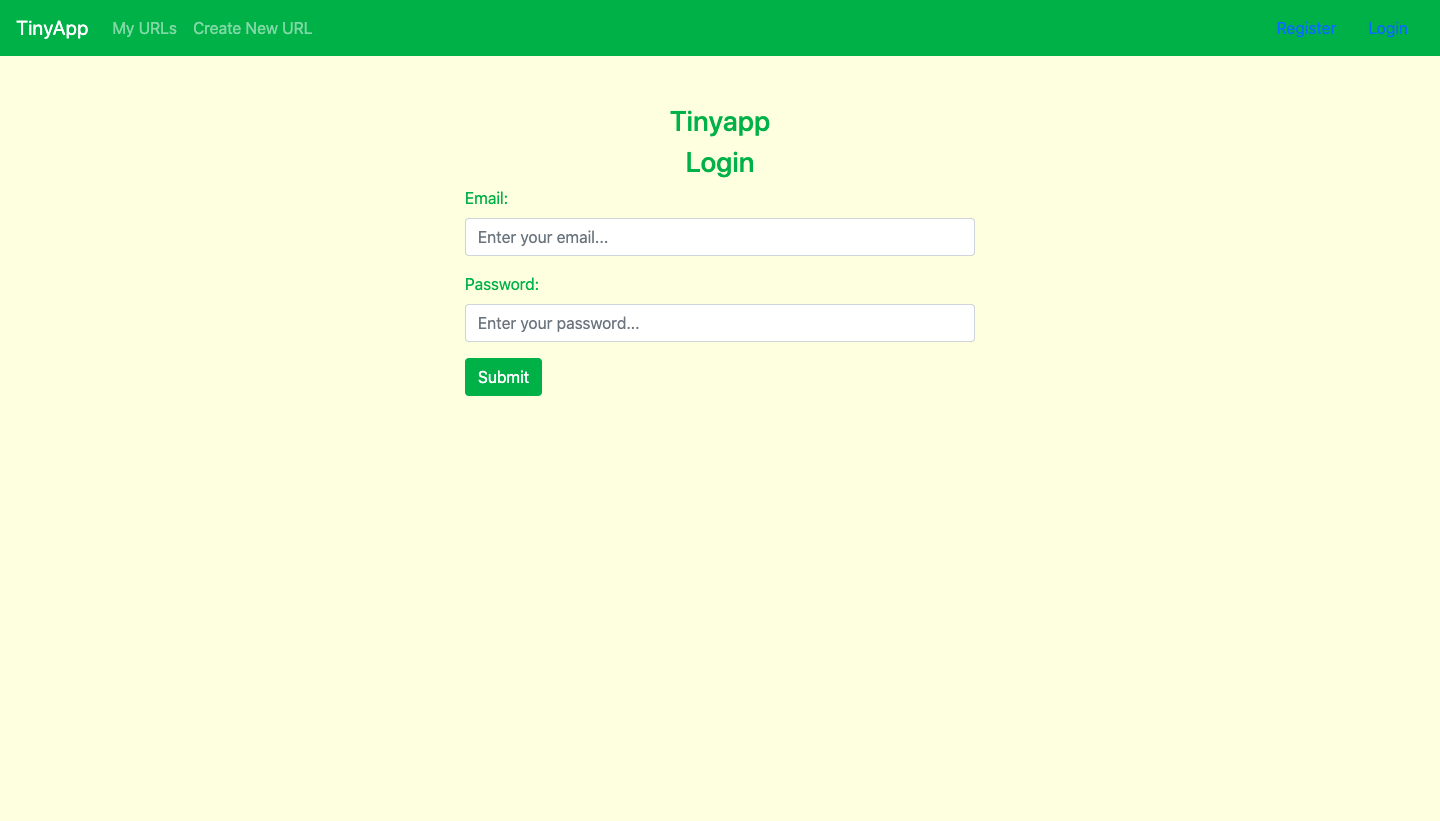 TinyApp My URLs Create New URL Register Login
Tinyapp
Login
Email:
Enter your email...
Password:
Enter your password...
Submit